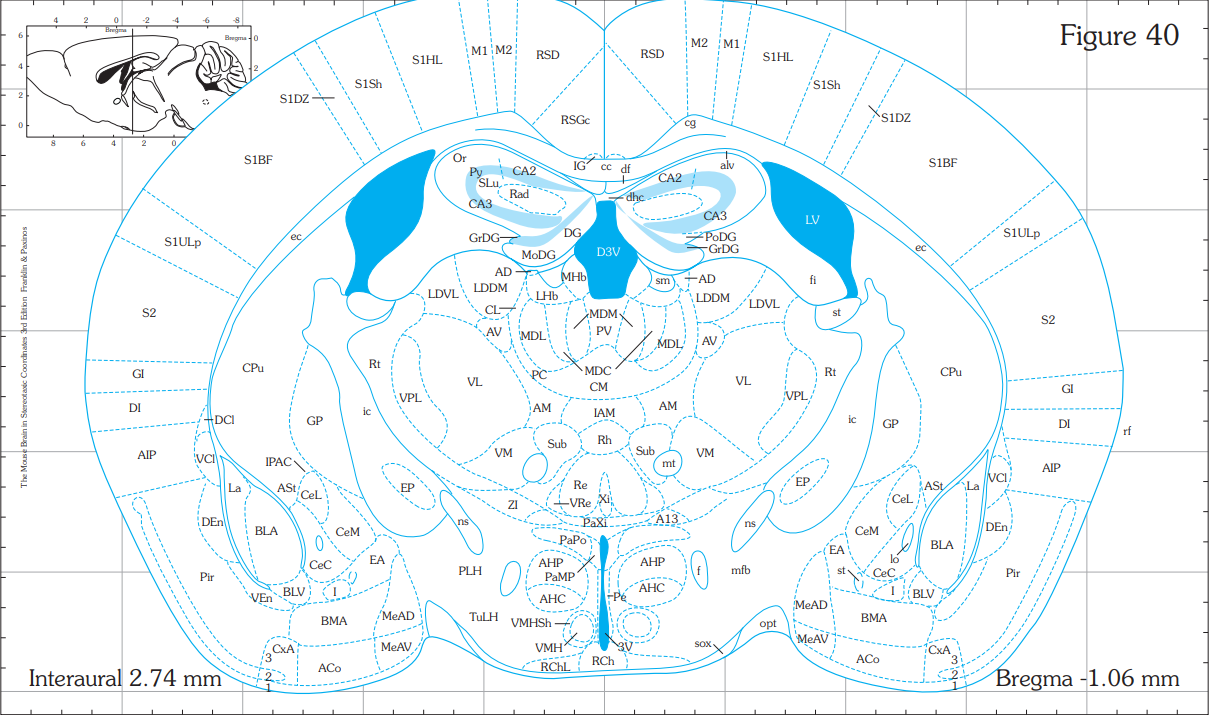 4 2 0 -2 -4 -6 -8
Bregma
Bregma 0
6
4
2
0
2
8 6 4 2 0
Figure 40
RSD RSD
M1 M2 M2 M1
S1HL S1HL
S1Sh S1Sh
S1DZ S1DZ
RSGc cg
S1BF S1BF
Or IG cc df alv
Py CA2 CA2
SLu
Rad dhc
CA3 CA3
LV
S1ULp ec GrDG DG PoDG ec S1ULp
MoDG D3V GrDG
AD MHb sm AD fi
LDVL LDDM LHb LDDM LDVL
CL
S2 MDM st S2
AV MDL PV MDL AV
CPu Rt PC MDC Rt CPu
GI VL CM VL GI
VPL VPL
DI AM IAM AM DI
DCl GP ic ic GP rf
Sub Rh Sub
AIP VCl IPAC VM mt VM AIP
La ASt CeL EP Re Xi EP CeL ASt La VCl
ZI VRe
DEn BLA CeM ns PaXi A13 ns CeM BLA DEn
PaPo
EA EA
AHP AHP lo
Pir CeC PLH PaMP f mfb st CeC Pir
VEn BLV I AHC Pe AHC I BLV
MeAD MeAD
BMA TuLH VMHSh opt BMA
MeAV MeAV
CxA VMH 3V sox CxA
3 ACo RChL RCh ACo 3
2 2
1 1
Interaural 2.74 mm
Bregma -1.06 mm
The Mouse Brain in Stereotaxic Coordinates 3rd Edition Franklin & Paxinos